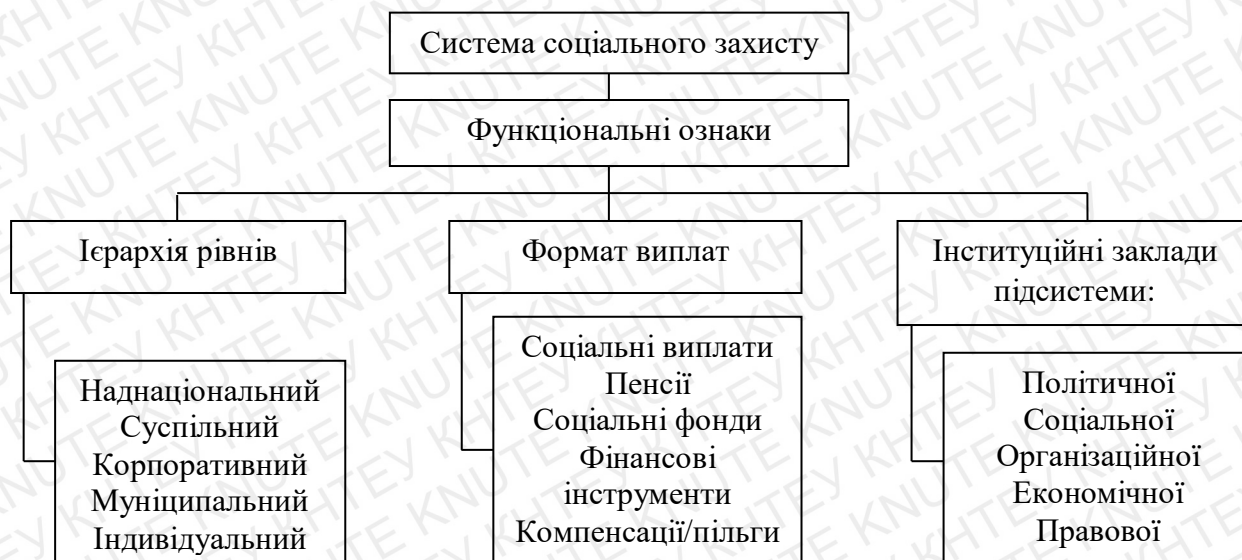 Система соціального захисту
Функціональні ознаки
Ієрархія рівнів
Формат виплат
Інституційні заклади
підсистеми:
Наднаціональний
Суспільний
Корпоративний
Муніципальний
Індивідуальний
Соціальні виплати
Пенсії
Соціальні фонди
Фінансові
інструменти
Компенсації/пільги
Політичної
Соціальної
Організаційної
Економічної
Правової